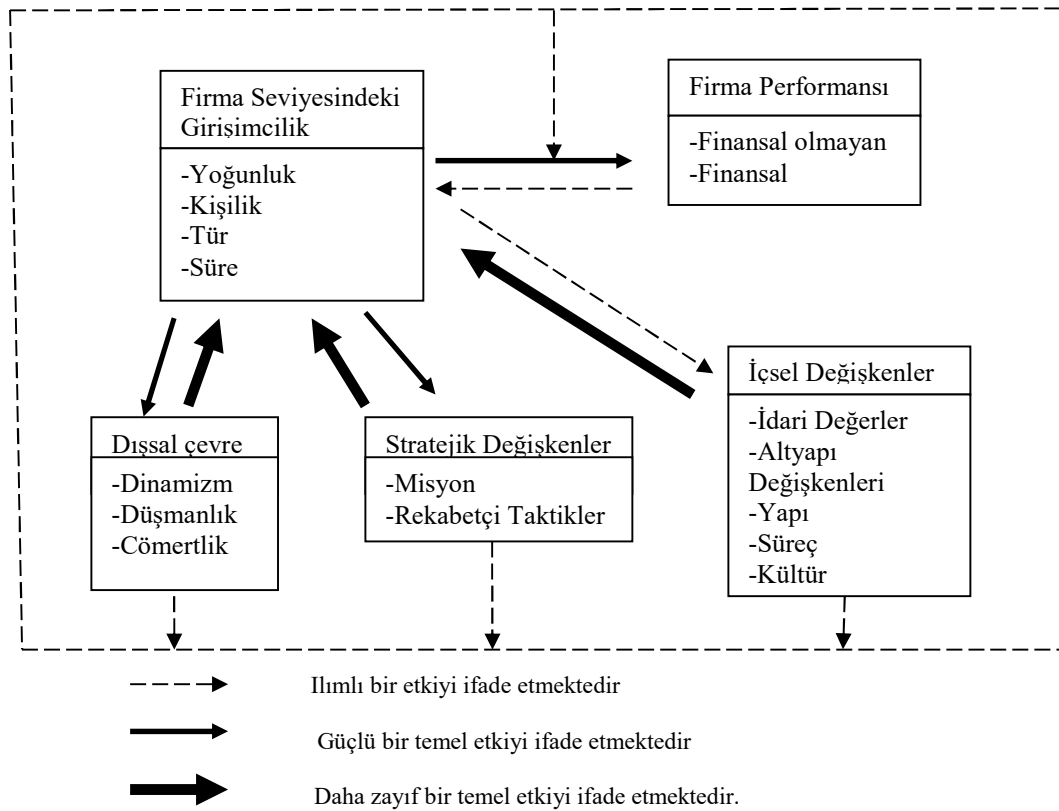 Firma Seviyesindeki
Girişimcilik
-Yoğunluk
-Kişilik
-Tür
-Süre
Firma Performansı
-Finansal olmayan
-Finansal
Dışsal çevre
-Dinamizm
-Düşmanlık
-Cömertlik
Stratejik Değişkenler
-Misyon
-Rekabetçi Taktikler
İçsel Değişkenler
-İdari Değerler
-Altyapı
Değişkenleri
-Yapı
-Süreç
-Kültür
Ilımlı bir etkiyi ifade etmektedir
Güçlü bir temel etkiyi ifade etmektedir
Daha zayıf bir temel etkiyi ifade etmektedir.